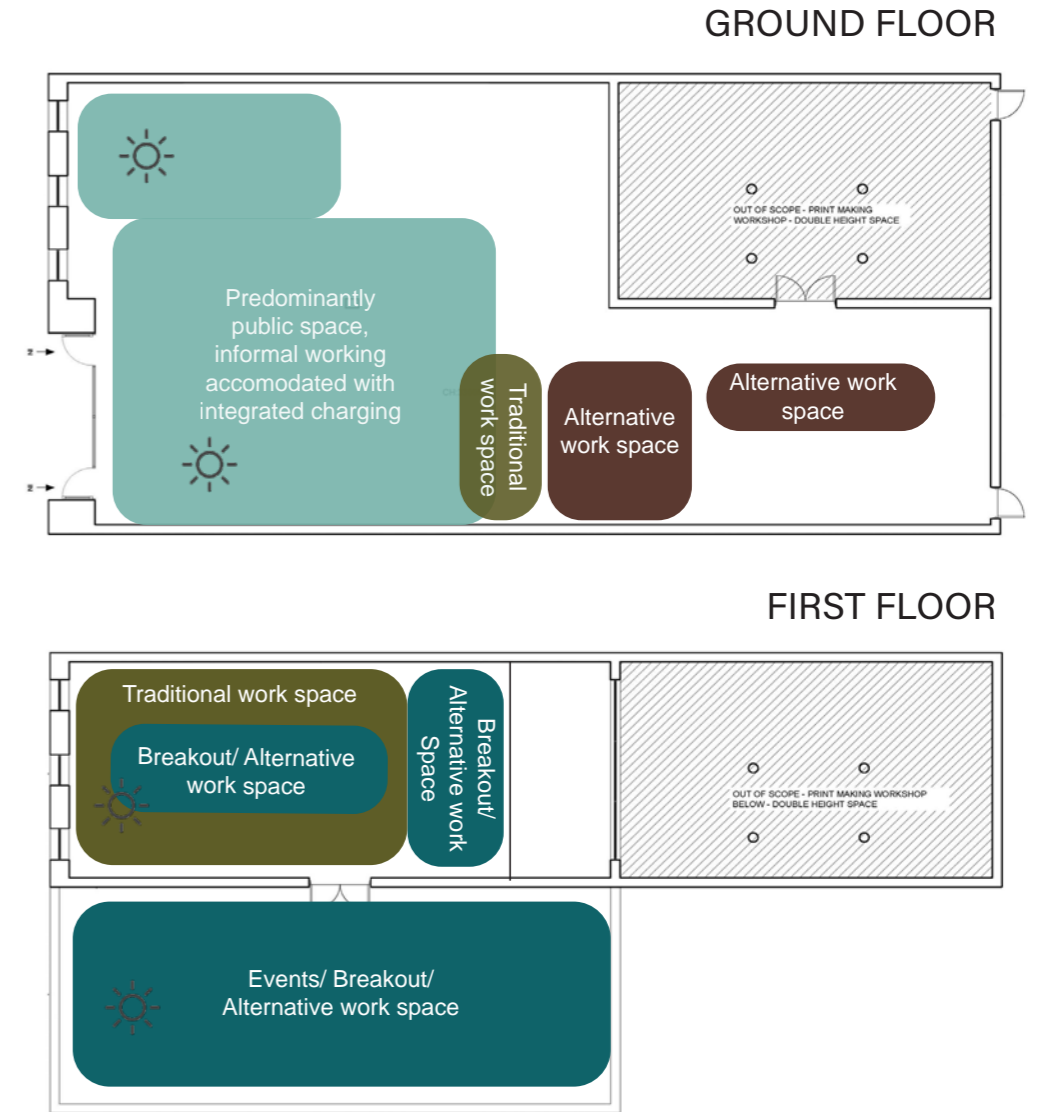 GROUND FLOOR
OUT OF SCOPE - PRINT MAKING
WORKSHOP - DOUBLE HEIGHT SPACE
Predominantly
public space,
informal working
accomodated with
integrated charging
Traditional
work space
Alternative
work space
Alternative work
space
FIRST FLOOR
Traditional work space
Breakout/ Alternative
work space
Breakout/
Alternative work
Space
OUT OF SCOPE - PRINT MAKING WORKSHOP
BELOW - DOUBLE HEIGHT SPACE
Events/ Breakout/
Alternative work space